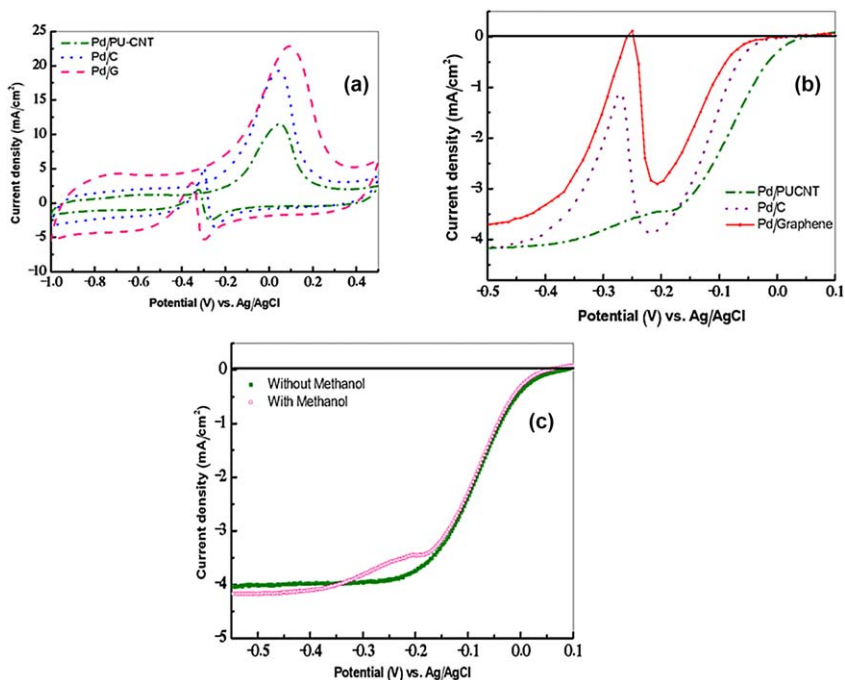 25
20
15
10
5
0
-5
-10
-1.0 -0.8 -0.6 -0.4 -0.2 0.0 0.2 0.4
Current density (mA/cm²)
Potential (V) vs. Ag/AgCl
Pd/PU-CNT
Pd/C
Pd/G
(a)
0
-1
-2
-3
-4
-0.5 -0.4 -0.3 -0.2 -0.1 0.0 0.1
Current density (mA/cm²)
Potential (V) vs. Ag/AgCl
(b)
Pd/PUCNT
Pd/C
Pd/Graphene
0
-1
-2
-3
-4
-5
-0.5 -0.4 -0.3 -0.2 -0.1 0.0 0.1
Current density (mA/cm²)
Potential (V) vs. Ag/AgCl
Without Methanol
With Methanol
(c)